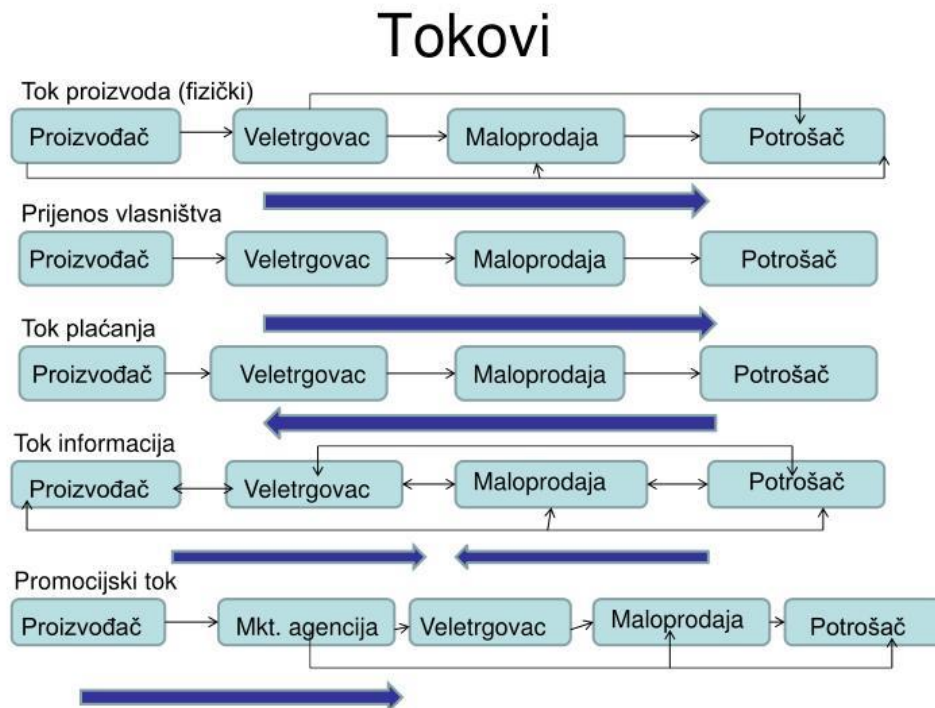 Tokovi
Tok proizvoda (fizički)
Proizvođač Veletrgovac Maloprodaja Potrošač
Prijenos vlasništva
Proizvođač Veletrgovac Maloprodaja Potrošač
Tok plaćanja
Proizvođač Veletrgovac Maloprodaja Potrošač
Tok informacija
Proizvođač Veletrgovac Maloprodaja Potrošač
Promocijski tok
Proizvođač Mkt. agencija Veletrgovac Maloprodaja Potrošač